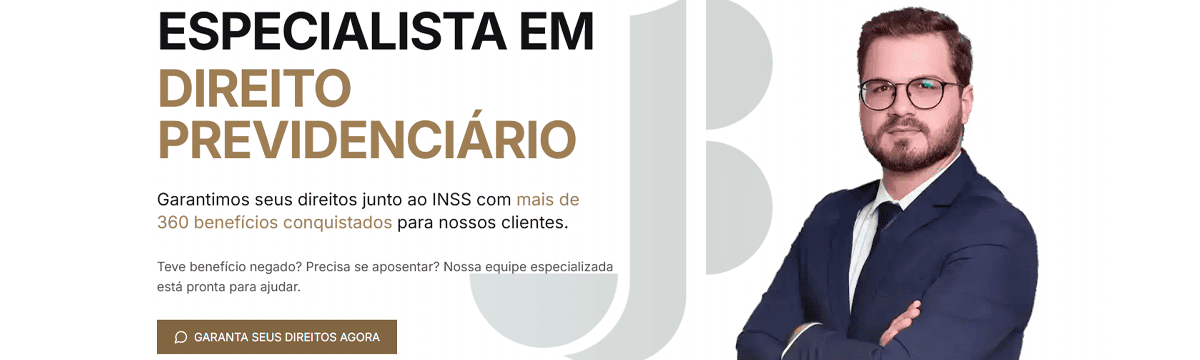 ESPECIALISTA EM
DIREITO
PREVIDENCIÁRIO
Garantimos seus direitos junto ao INSS com mais de
360 benefícios conquistados para nossos clientes.
Teve benefício negado? Precisa se aposentar? Nossa equipe especializada
está pronta para ajudar.
GARANTA SEUS DIREITOS AGORA